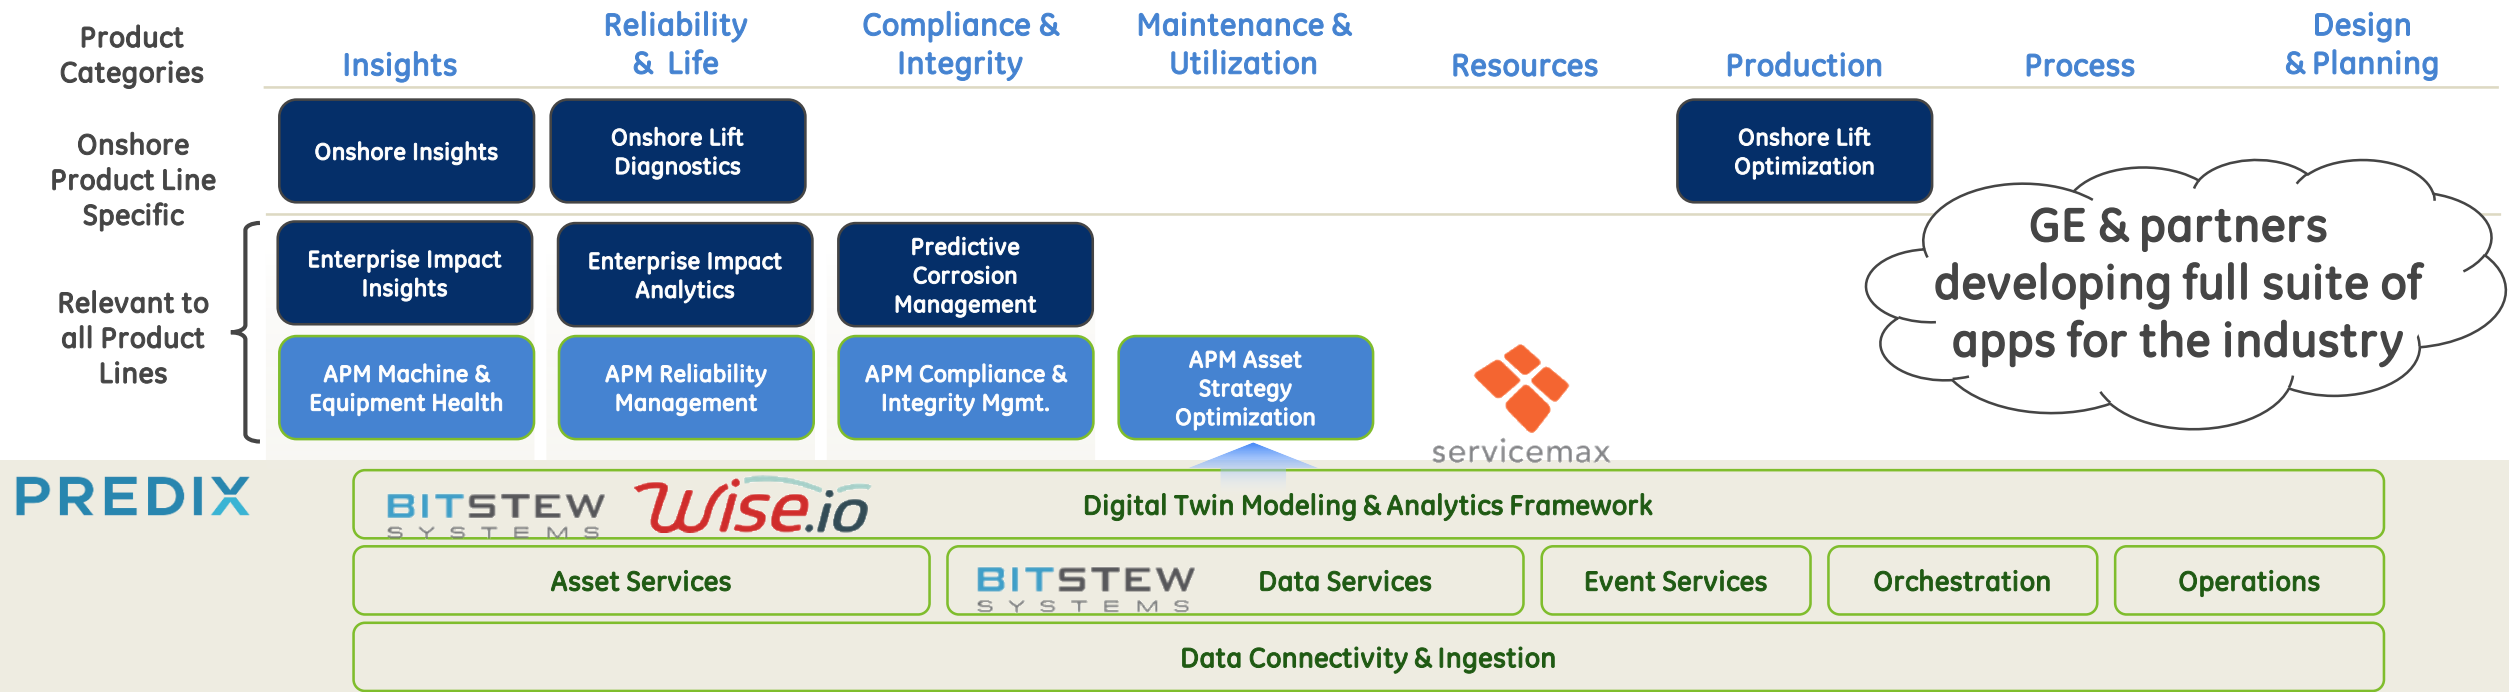 Product
Categories
Insights
Reliability
& Life
Compliance &
Integrity
Maintenance &
Utilization
Resources
Production
Process
Design
& Planning
Onshore
Product Line
Specific
Onshore Insights
Onshore Lift
Diagnostics
Onshore Lift
Optimization
Relevant to
all Product
Lines
Enterprise Impact
Insights
Enterprise Impact
Analytics
Predictive
Corrosion
Management
GE & partners
developing full suite of
apps for the industry
APM Machine &
Equipment Health
APM Reliability
Management
APM Compliance &
Integrity Mgmt.
APM Asset
Strategy
Optimization
servicemax
PREDIX
BITSTEW
SYSTEMS
Wise.io
Digital Twin Modeling & Analytics Framework
Asset Services
BITSTEW
SYSTEMS
Data Services
Event Services
Orchestration
Operations
Data Connectivity & Ingestion